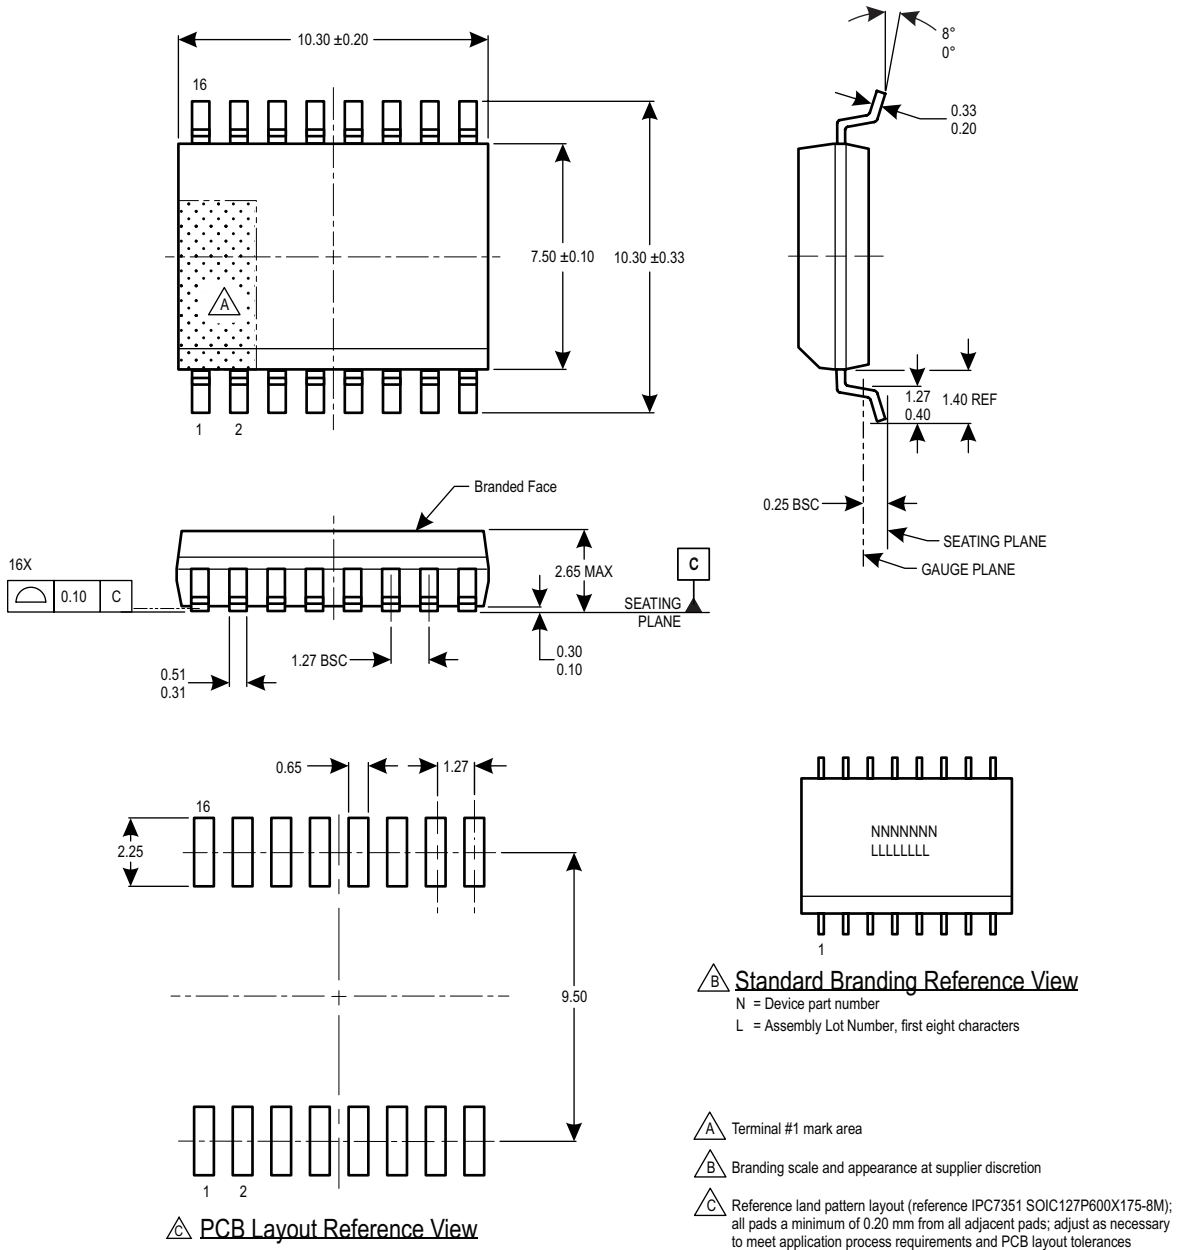 10.30 ±0.20
16
8°
0°
0.33
0.20
7.50 ±0.10
10.30 ±0.33
A
1
2
1.27
0.40
1.40 REF
0.25 BSC
SEATING PLANE
GAUGE PLANE
Branded Face
16X
0.10
C
2.65 MAX
C
SEATING
PLANE
1.27 BSC
0.30
0.10
0.51
0.31
0.65
1.27
16
2.25
9.50
1
2
C PCB Layout Reference View
NNNNNNN
LLLLLLLL
1
B Standard Branding Reference View
N = Device part number
L = Assembly Lot Number, first eight characters
A Terminal #1 mark area
B Branding scale and appearance at supplier discretion
C Reference land pattern layout (reference IPC7351 SOIC127P600X175-8M);
all pads a minimum of 0.20 mm from all adjacent pads; adjust as necessary
to meet application process requirements and PCB layout tolerances